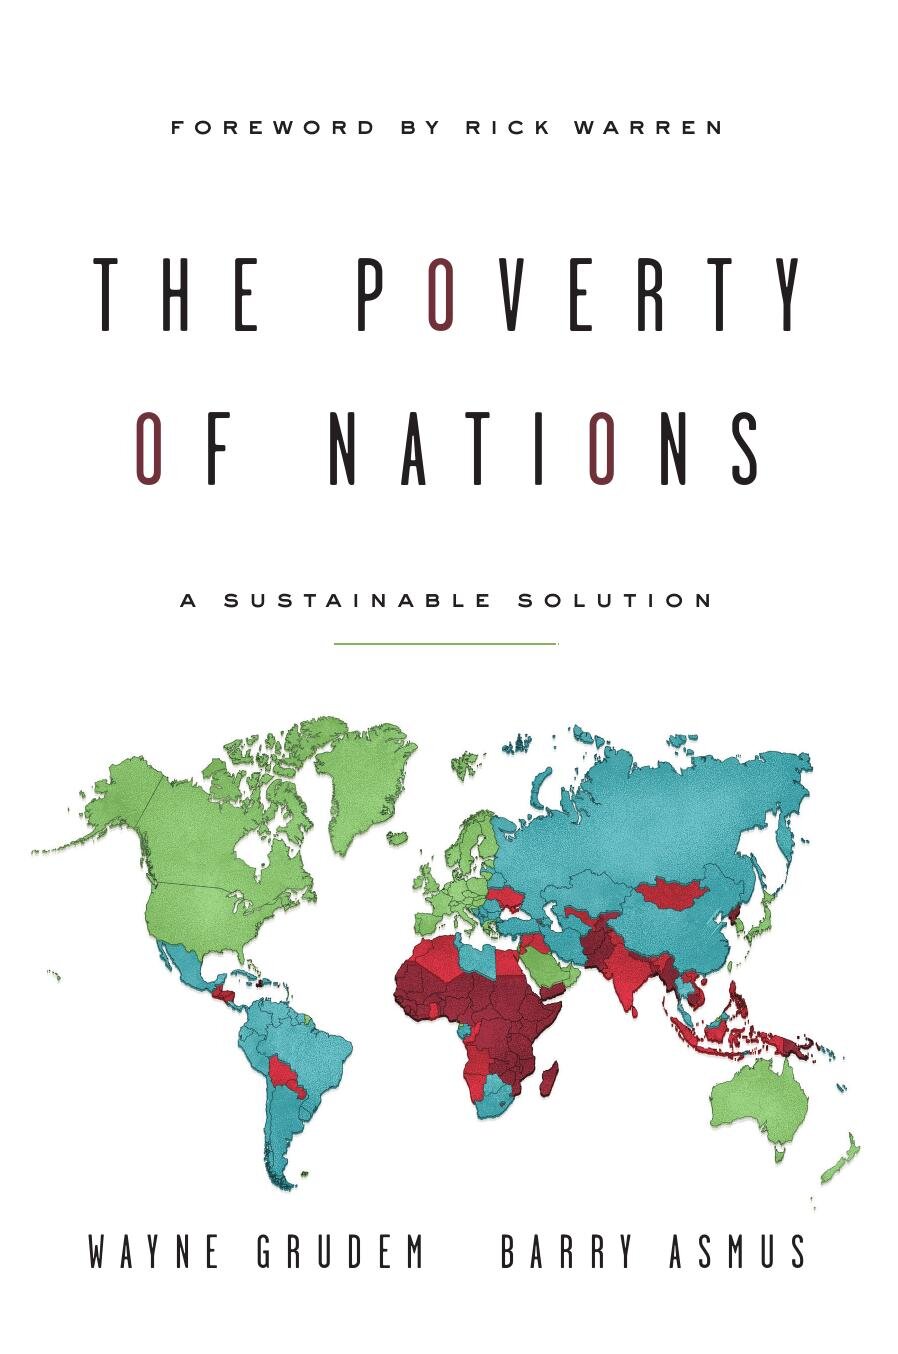 FOREWORD BY RICK WARREN
THE POVERTY
OF NATIONS
A SUSTAINABLE SOLUTION
WAYNE GRUDEM BARRY ASMUS